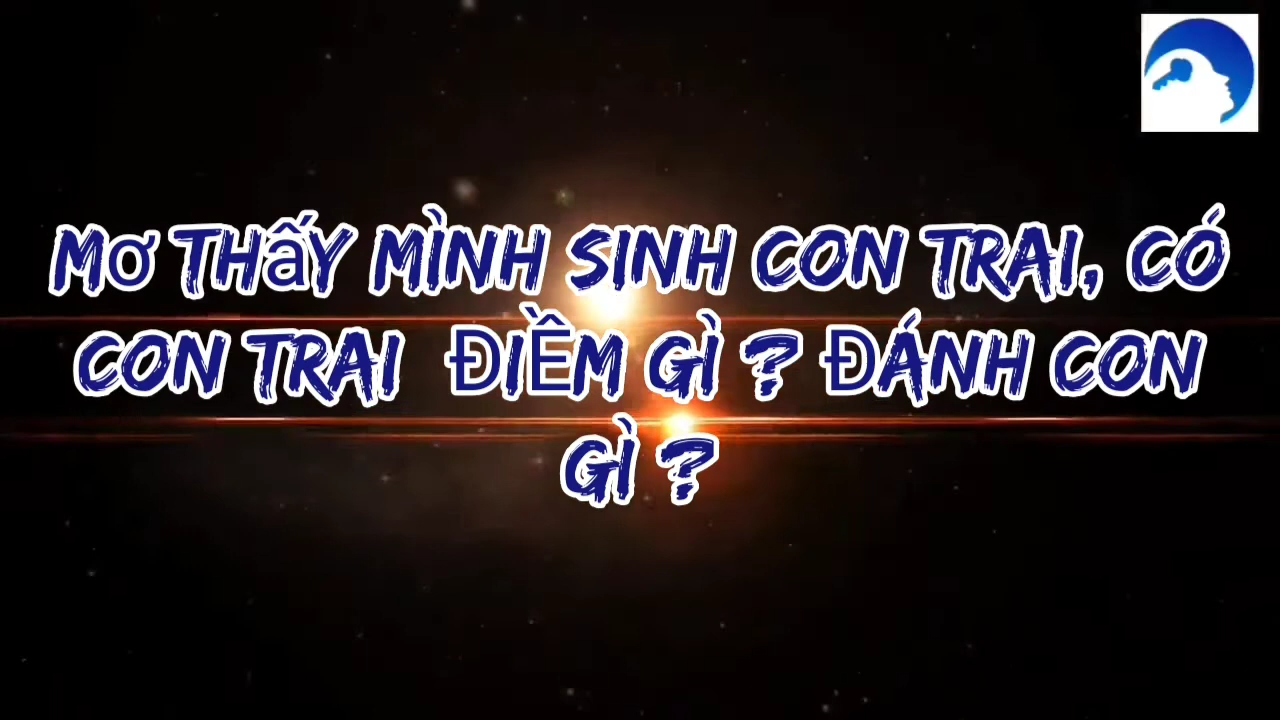 MƠ THẤY MÌNH SINH CON TRAI, CÓ
CON TRAI ĐIỀM GÌ ? ĐÁNH CON
GÌ ?